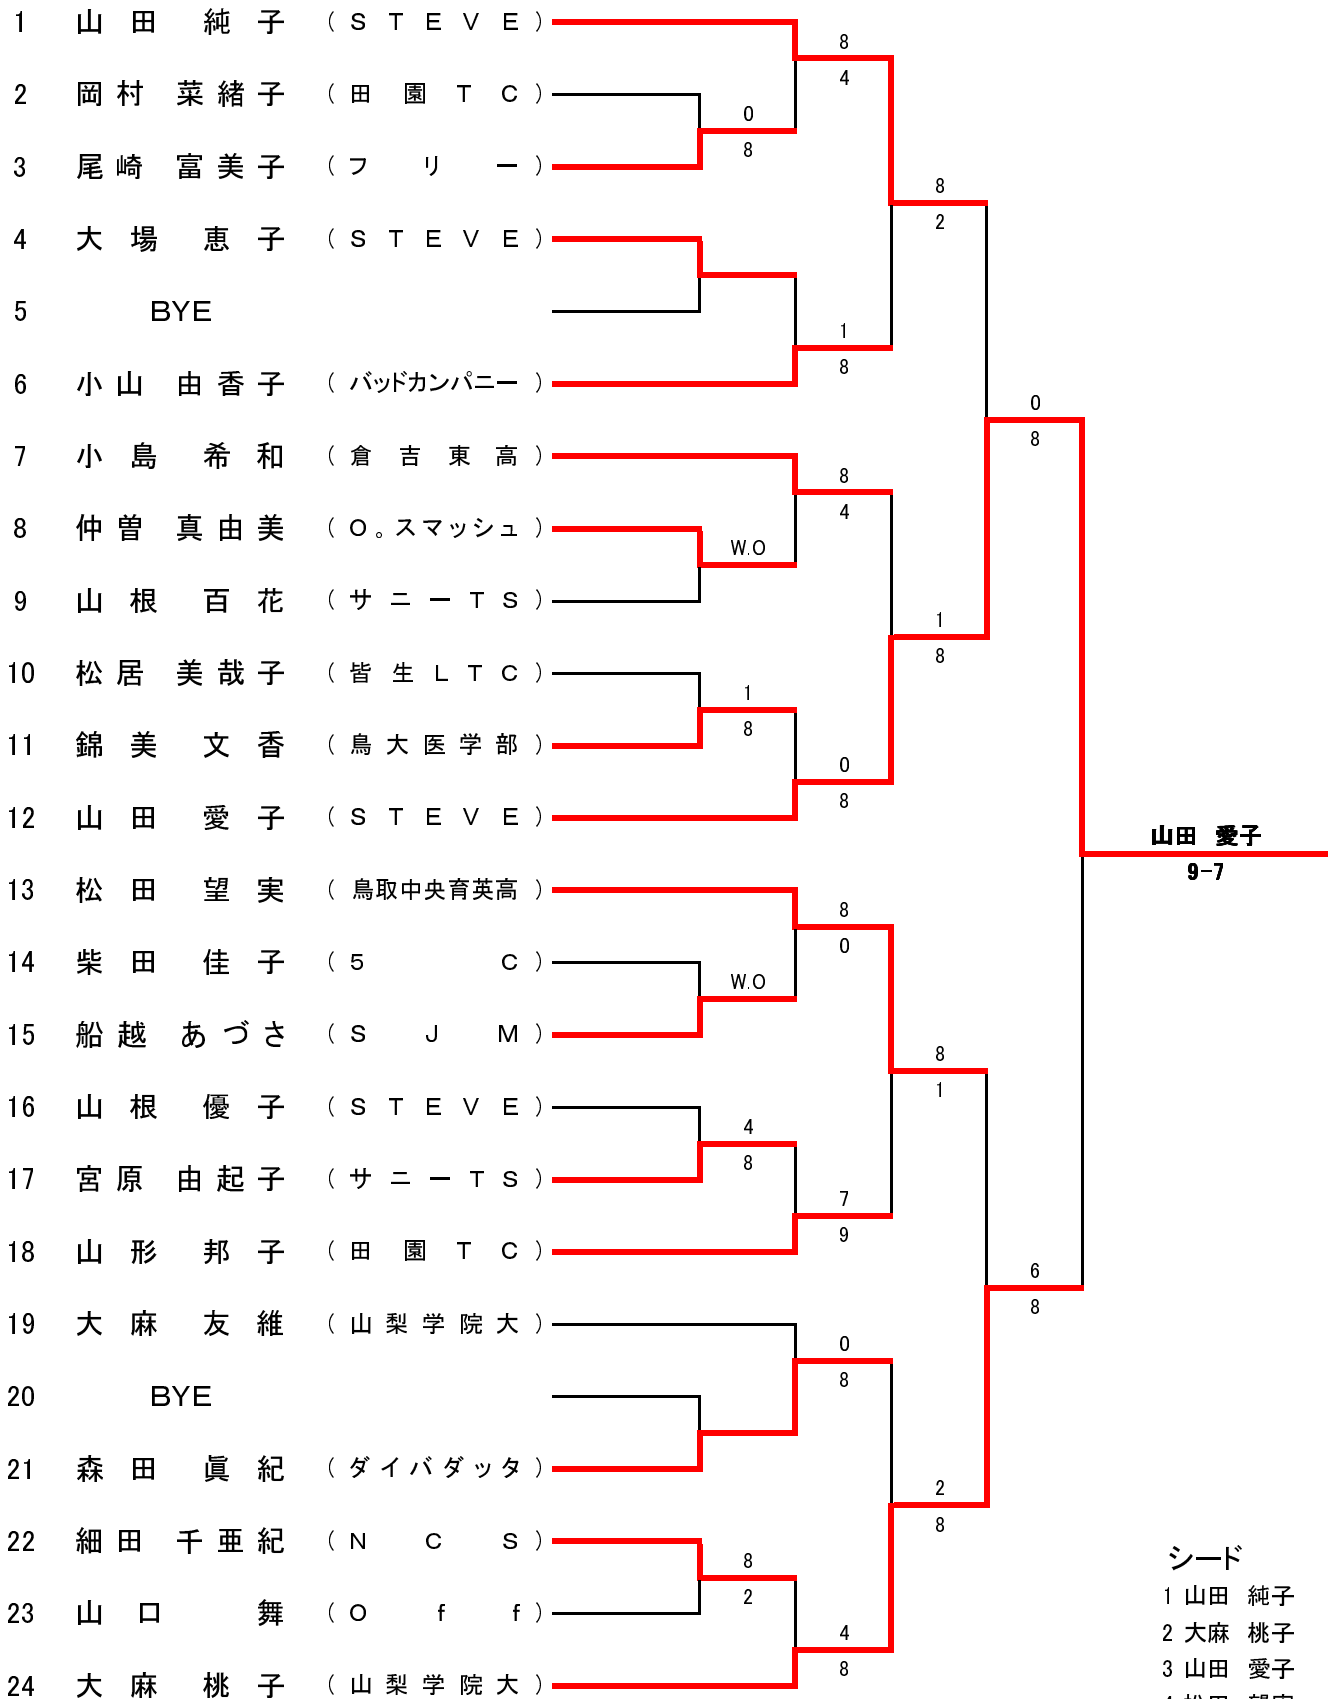 1 山田 純子 (STEVE)
8
4
2 岡村 菜緒子 (田園TC)
0
8
3 尾崎 富美子 (フリー)
8
2
4 大場 恵子 (STEVE)
5 BYE
1
8
6 小山 由香子 (バッドカンパニー)
0
8
7 小島 希和 (倉吉東高)
8
4
8 仲曽 真由美 (O。スマッシュ)
W.O
9 山根 百花 (サニーTS)
1
8
10 松居 美哉子 (皆生LTC)
1
8
11 錦美 文香 (鳥大医学部)
0
8
12 山田 愛子 (STEVE)
山田 愛子
9-7
13 松田 望実 (鳥取中央育英高)
8
0
14 柴田 佳子 (5C)
W.O
15 船越 あづさ (SJM)
8
1
16 山根 優子 (STEVE)
4
8
17 宮原 由起子 (サニーTS)
7
9
18 山形 邦子 (田園TC)
6
8
19 大麻 友維 (山梨学院大)
0
8
20 BYE
21 森田 眞紀 (ダイバダッタ)
2
8
22 細田 千亜紀 (NCS)
8
2
23 山口 舞 (Off)
4
8
24 大麻 桃子 (山梨学院大)
シード
1 山田 純子
2 大麻 桃子
3 山田 愛子